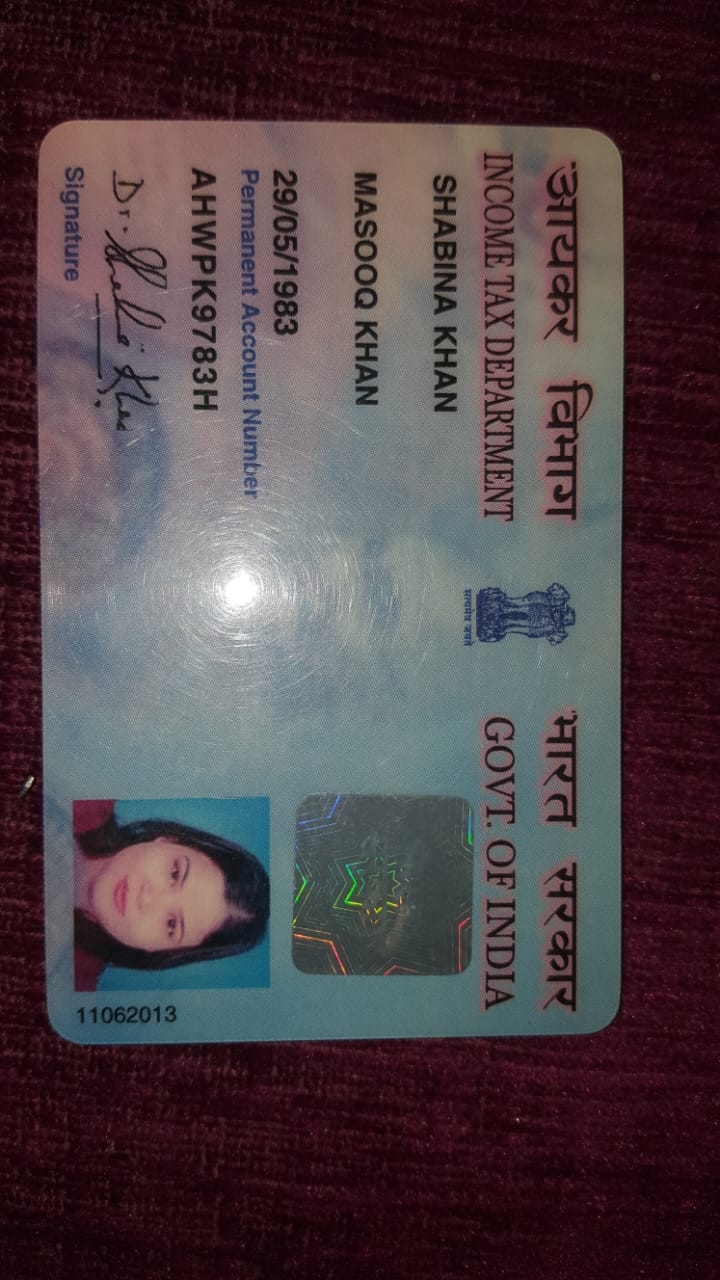 आयकर विभाग
INCOME TAX DEPARTMENT
सत्यमेव जयते
भारत सरकार
GOVT. OF INDIA
SHABINA KHAN
MASOOQ KHAN
29/05/1983
Permanent Account Number
AHWPK9783H
Dr. Khan
Signature
11062013